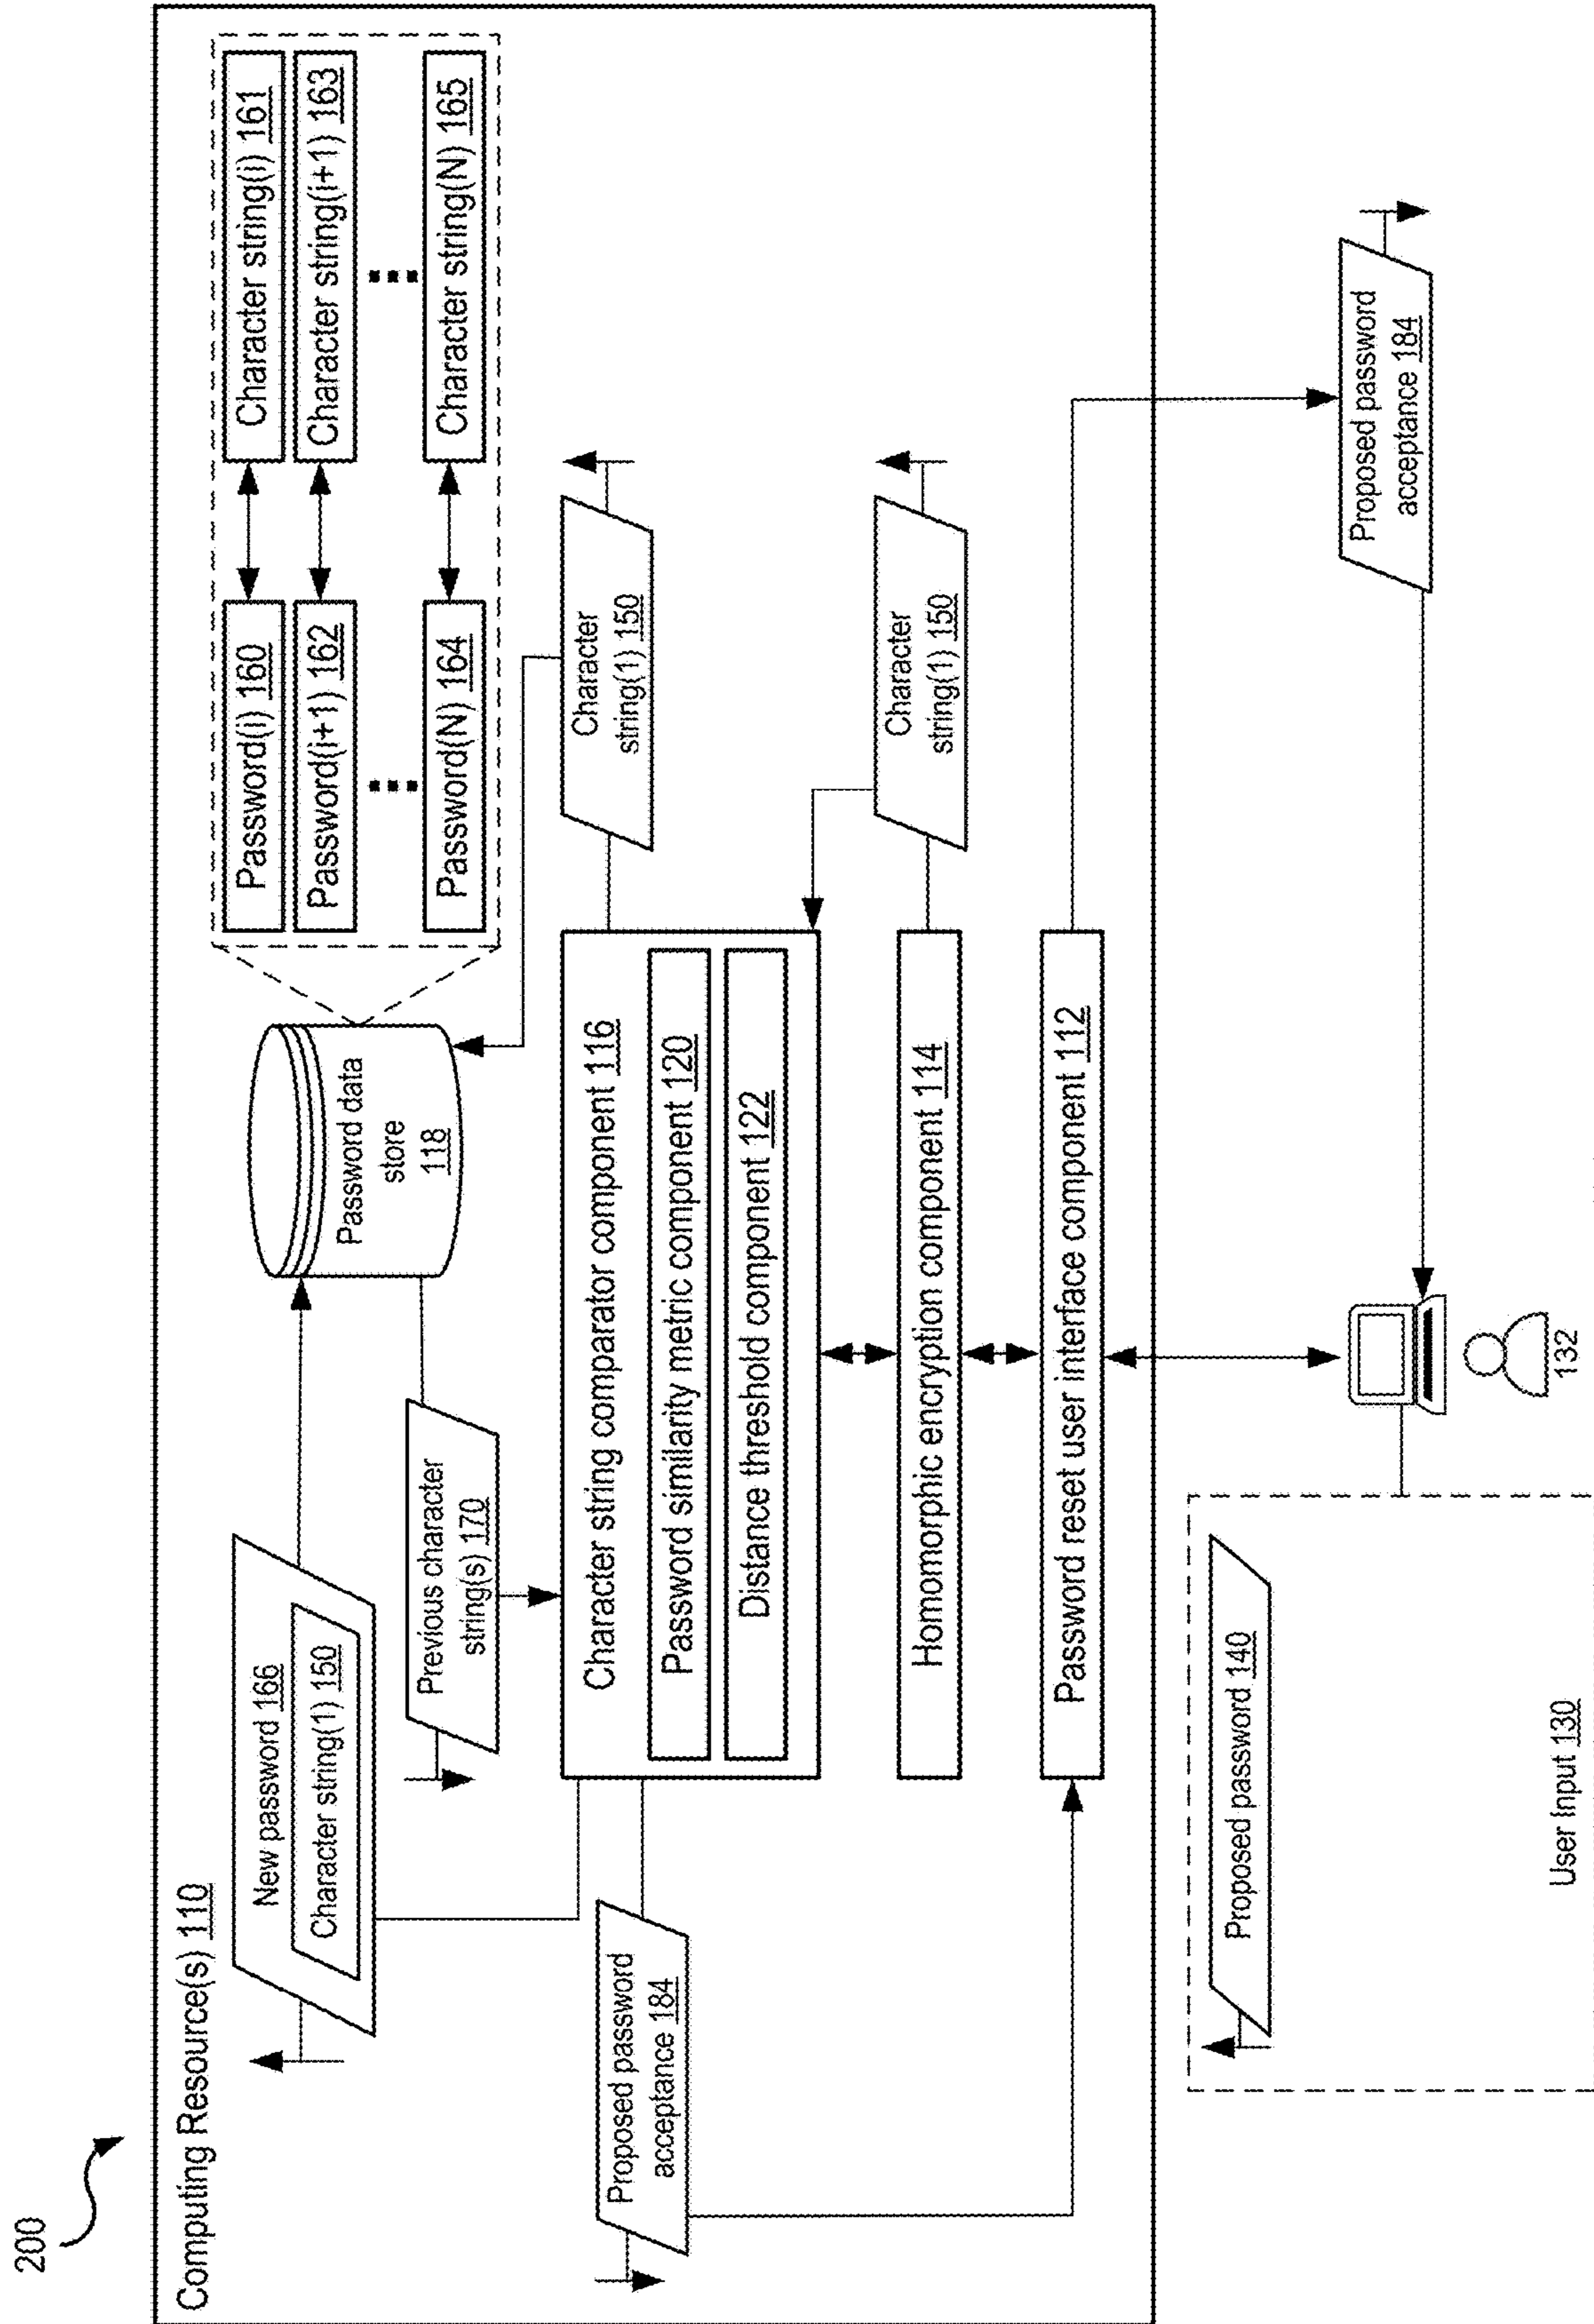 200
Computing Resource(s) 110
New password 166
Character string(1) 150
Password data
store
118
Password(i) 160
Character string(i) 161
Password(i+1) 162
Character string(i+1) 163
Password(N) 164
Character string(N) 165
Previous character
string(s) 170
Character
string(1) 150
Proposed password
acceptance 184
Character string comparator component 116
Password similarity metric component 120
Distance threshold component 122
Character
string(1) 150
Homomorphic encryption component 114
Password reset user interface component 112
Proposed password 140
User Input 130
132
Proposed password
acceptance 184